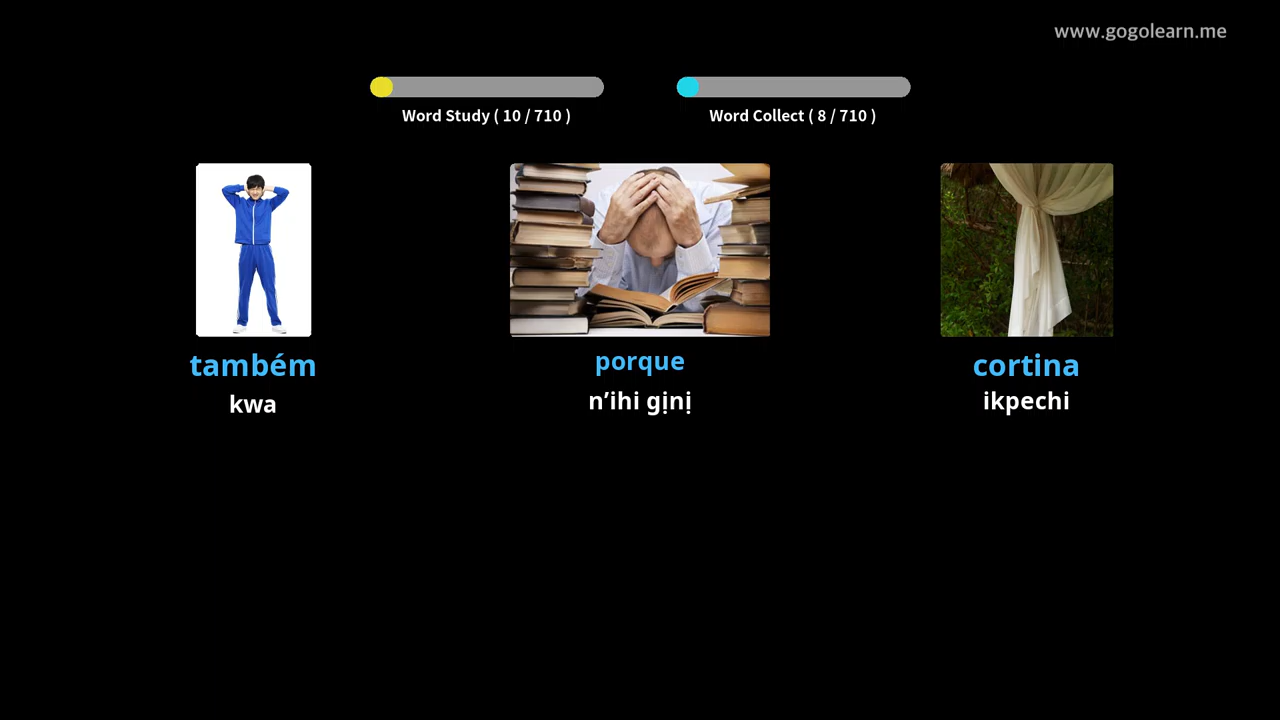 www.gogolearn.me
Word Study ( 10 / 710 )
Word Collect ( 8 / 710 )
também
porque
cortina
kwa
n’ihi gịnị
ikpechi